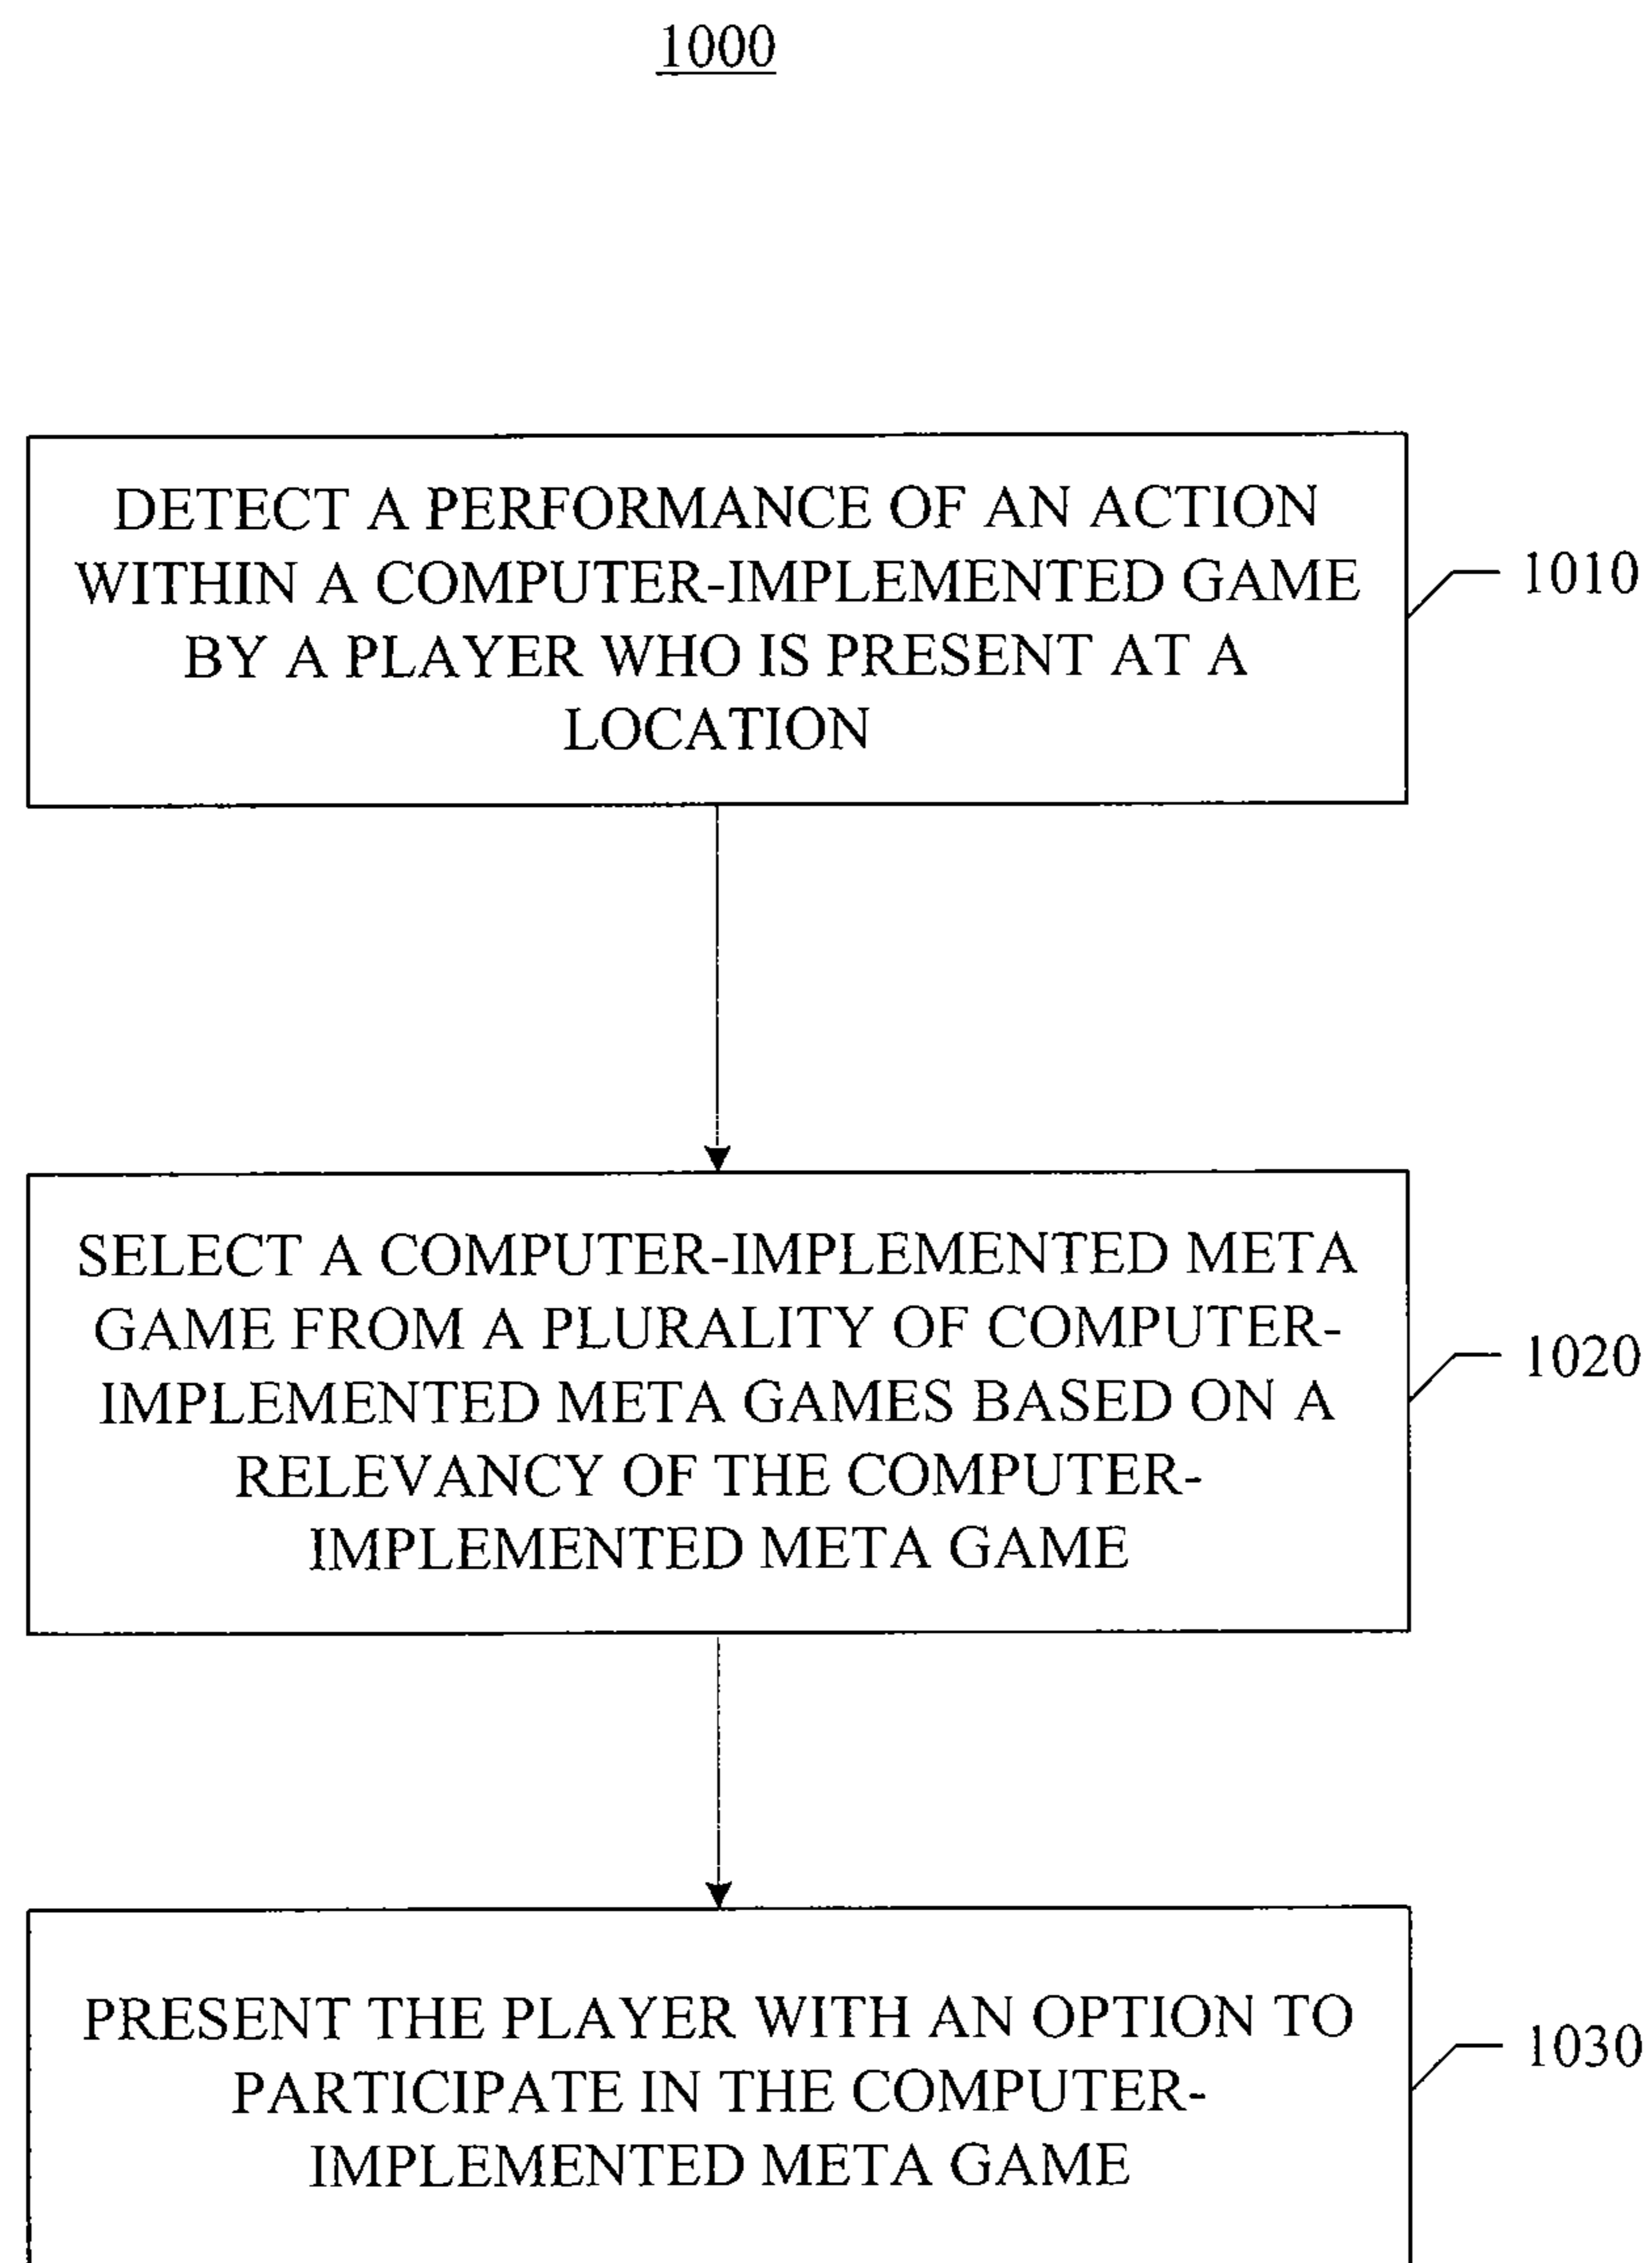 1000
DETECT A PERFORMANCE OF AN ACTION
WITHIN A COMPUTER-IMPLEMENTED GAME
BY A PLAYER WHO IS PRESENT AT A
LOCATION
1010
SELECT A COMPUTER-IMPLEMENTED META
GAME FROM A PLURALITY OF COMPUTER-
IMPLEMENTED META GAMES BASED ON A
RELEVANCY OF THE COMPUTER-
IMPLEMENTED META GAME
1020
PRESENT THE PLAYER WITH AN OPTION TO
PARTICIPATE IN THE COMPUTER-
IMPLEMENTED META GAME
1030